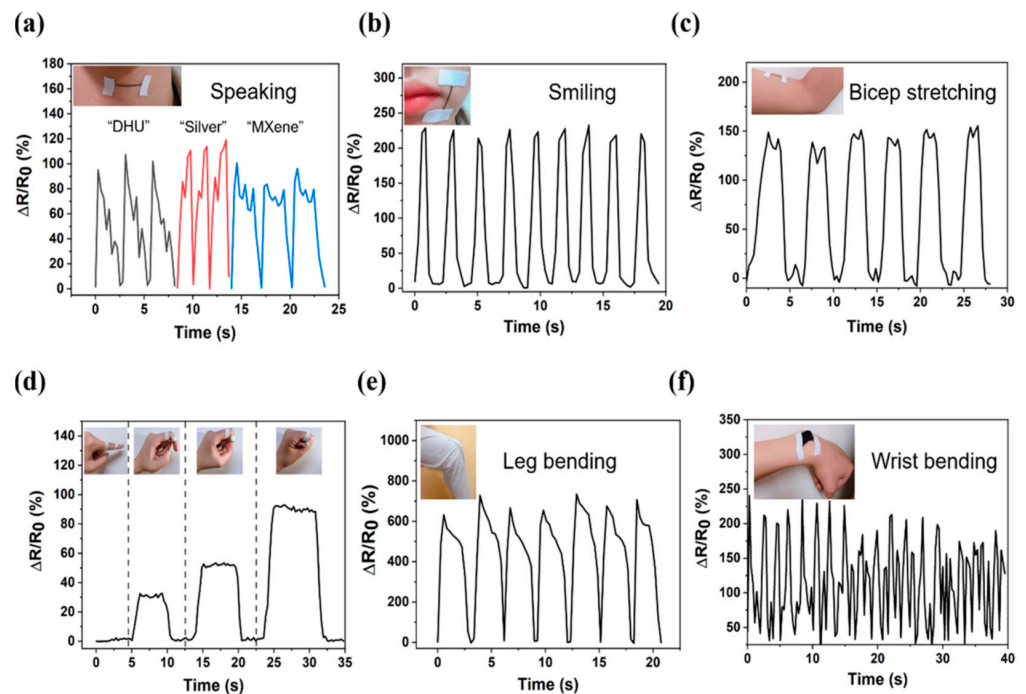 (a)
Speaking
"DHU" "Silver" "MXene"
ΔR/R0 (%)
180
160
140
120
100
80
60
40
20
0
0 5 10 15 20 25
Time (s)
(b)
Smiling
ΔR/R0 (%)
300
250
200
150
100
50
0
0 5 10 15 20
Time (s)
(c)
Bicep stretching
ΔR/R0 (%)
200
150
100
50
0
0 5 10 15 20 25 30
Time (s)
(d)
ΔR/R0 (%)
140
120
100
80
60
40
20
0
0 5 10 15 20 25 30 35
Time (s)
(e)
Leg bending
ΔR/R0 (%)
1000
800
600
400
200
0
0 5 10 15 20
Time (s)
(f)
Wrist bending
ΔR/R0 (%)
350
300
250
200
150
100
50
0 5 10 15 20 25 30 35 40
Time (s)